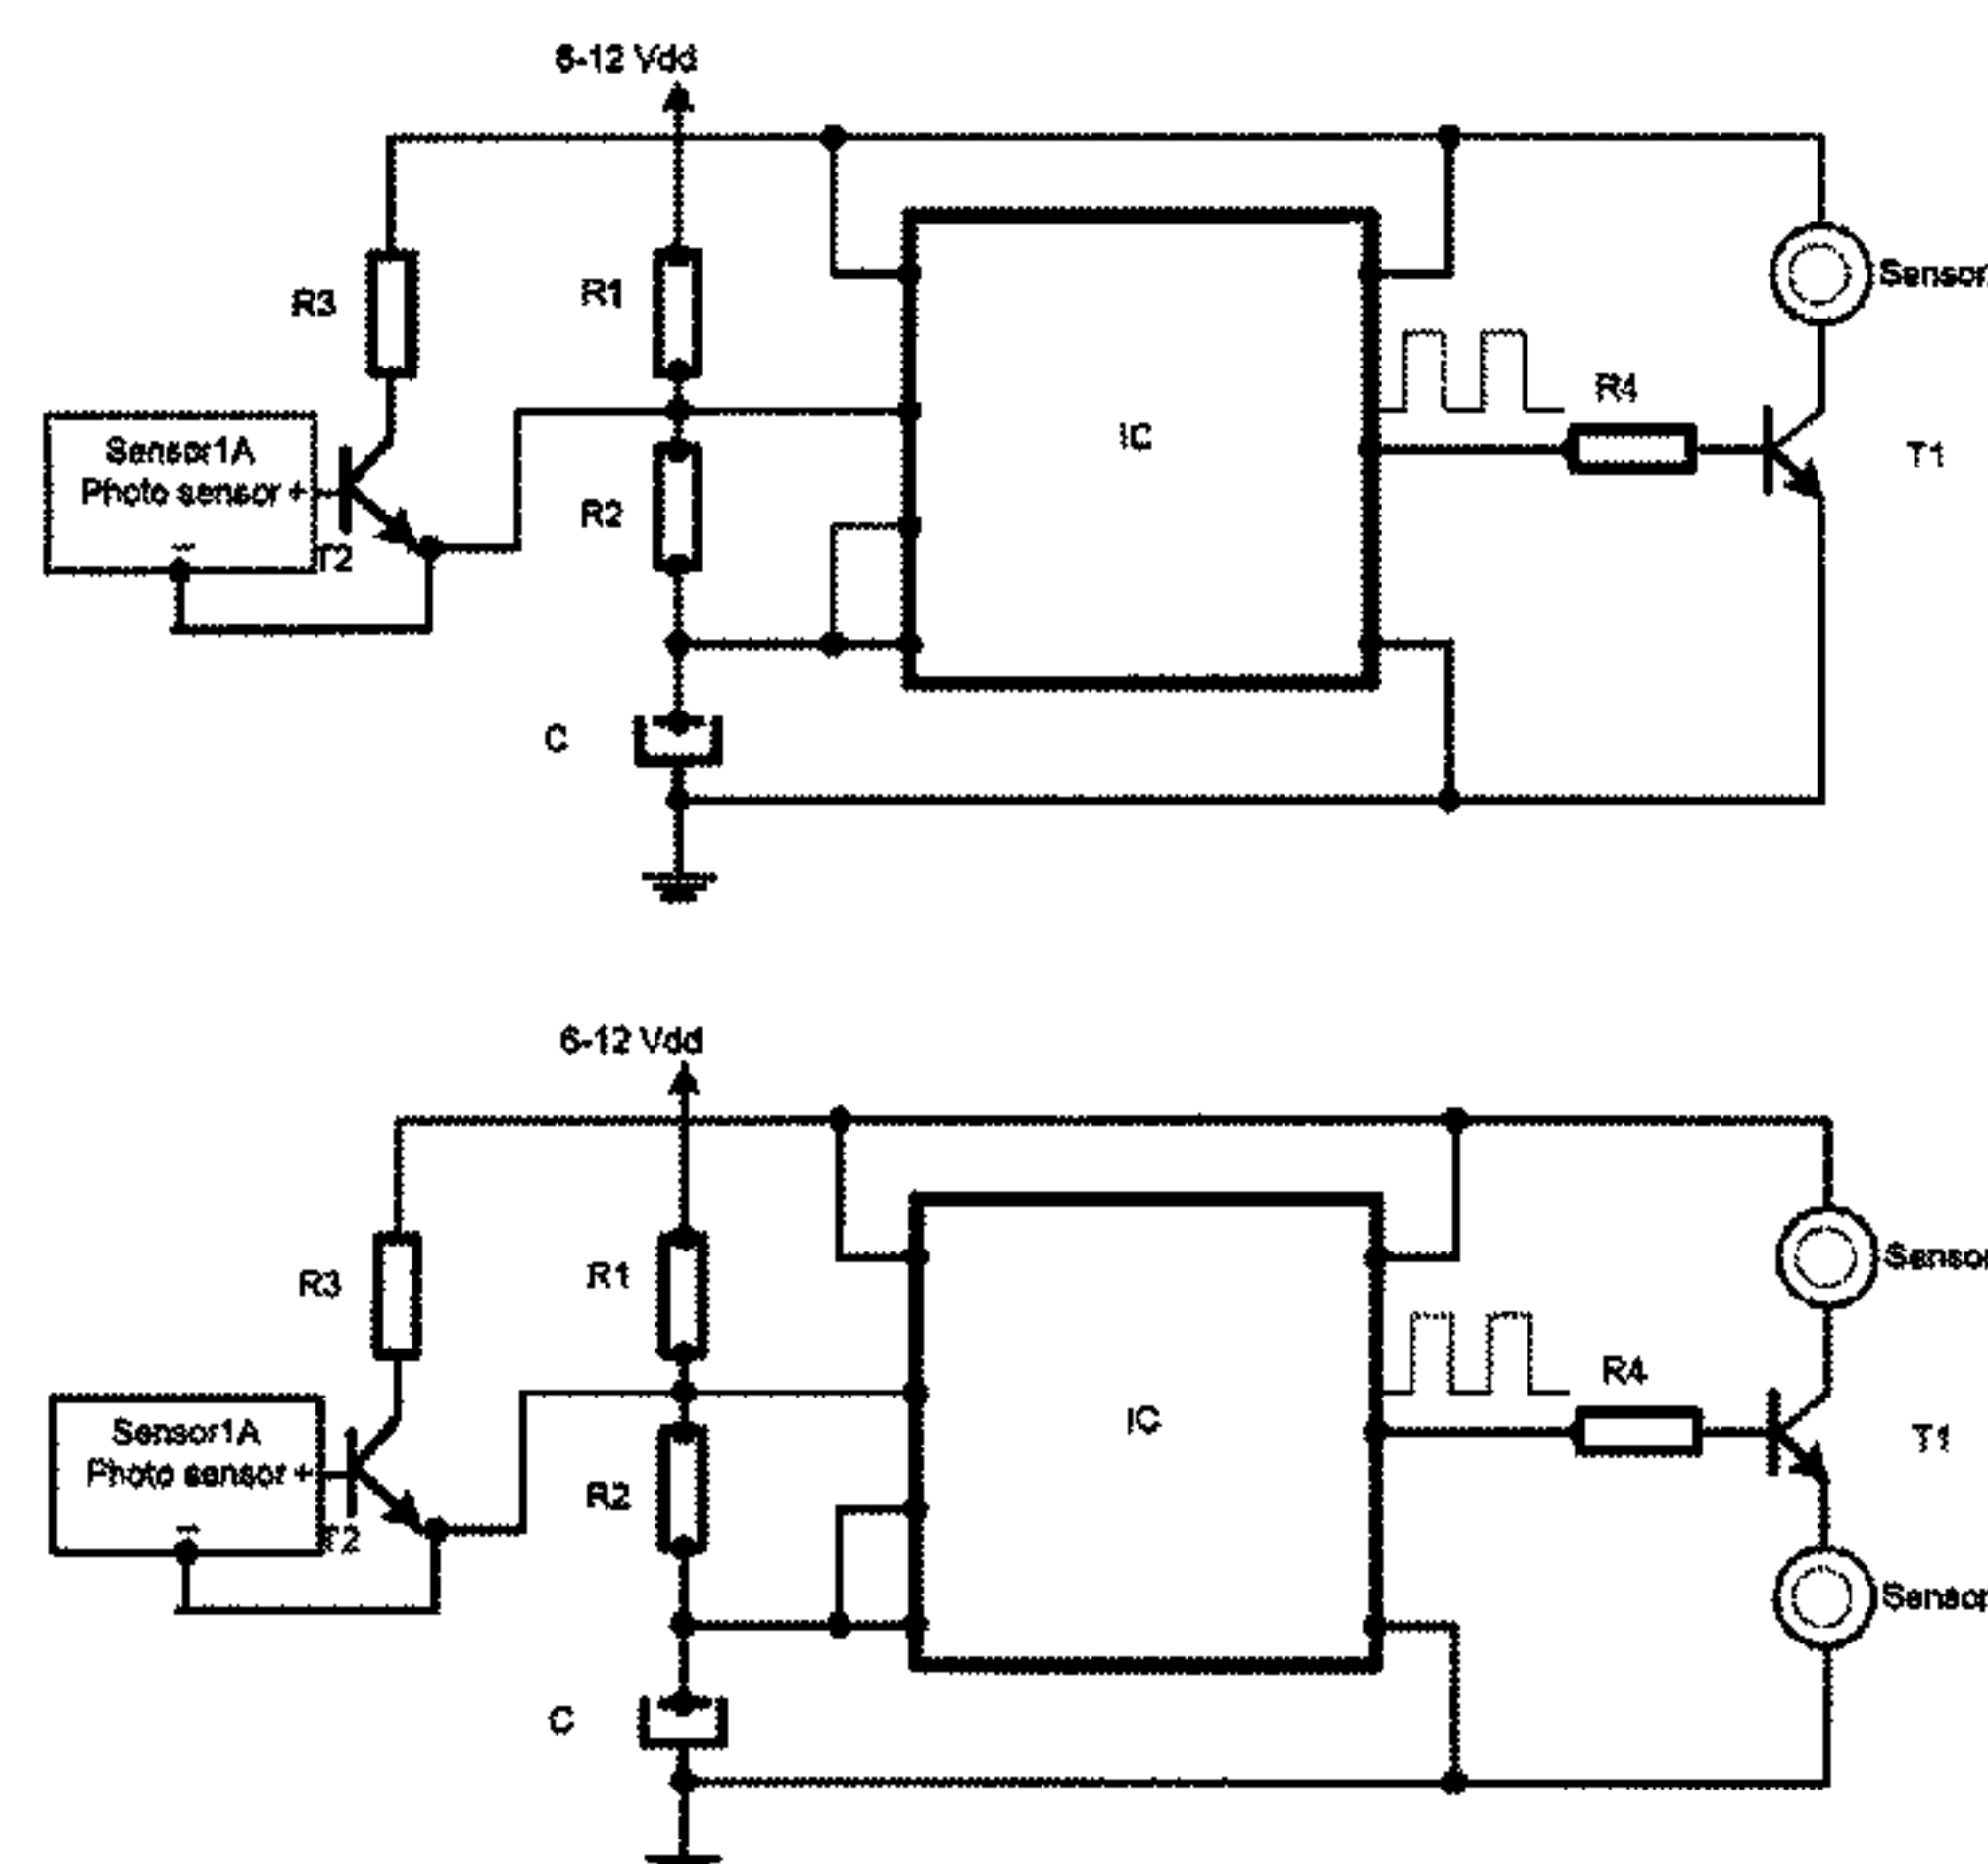 6-12 Vdd
R3
R1
Sensor
R4
IC
T1
Sensor1A
Photo sensor +
-
R2
T2
C
6-12 Vdd
R3
R1
Sensor
R4
IC
T1
Sensor1A
Photo sensor +
-
R2
T2
Sensor
C